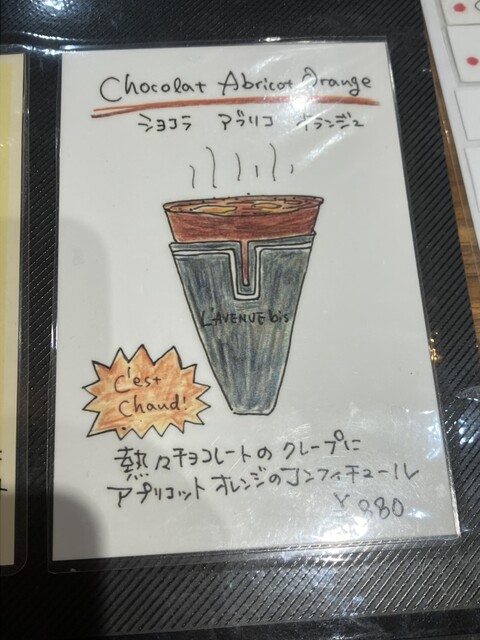 Chocolat Abricot Orange
ショコラ アブリコ オランジュ
L'AVENUE bis
C'est
Chaud!
熱々チョコレートのクレープに
アプリコットオレンジのコンフィチュール
¥880